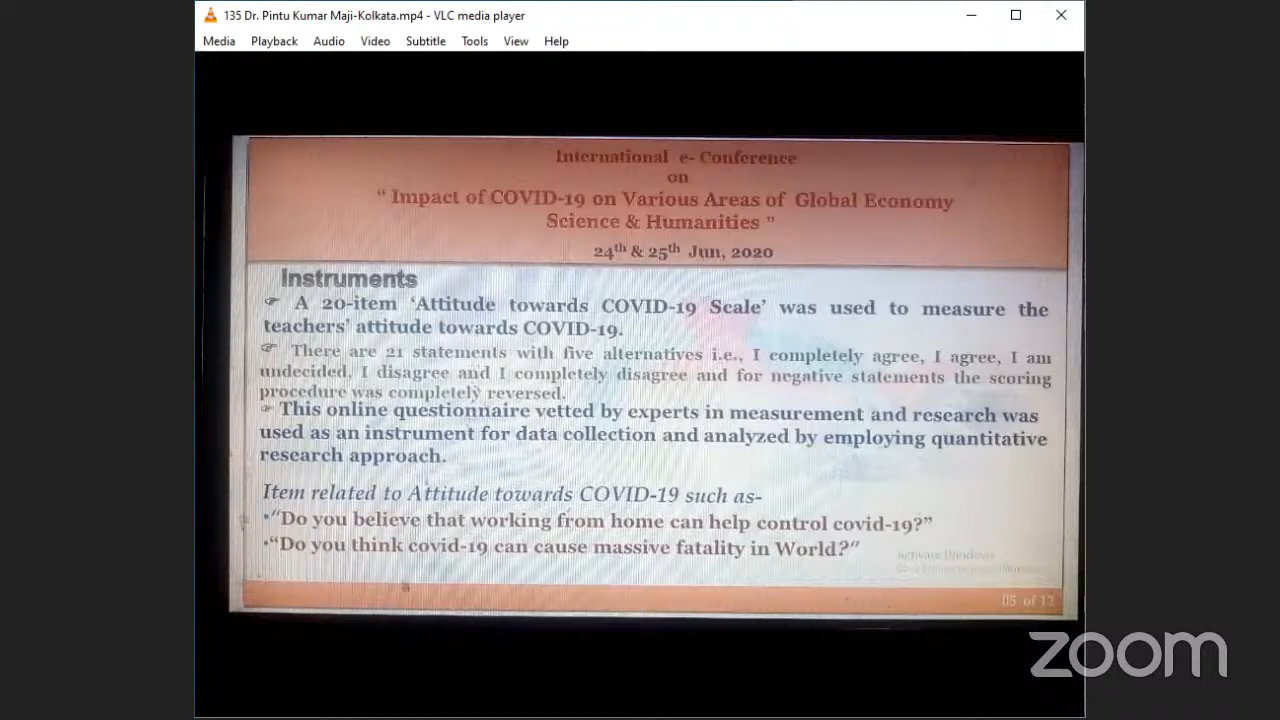 135 Dr. Pintu Kumar Maji-Kolkata.mp4 - VLC media player
Media Playback Audio Video Subtitle Tools View Help
International e- Conference
on
“ Impact of COVID-19 on Various Areas of Global Economy
Science & Humanities ”
24th & 25th Jun, 2020
Instruments
☞ A 20-item ‘Attitude towards COVID-19 Scale’ was used to measure the
teachers’ attitude towards COVID-19.
☞ There are 21 statements with five alternatives i.e., I completely agree, I agree, I am
undecided, I disagree and I completely disagree and for negative statements the scoring
procedure was completely reversed.
☞ This online questionnaire vetted by experts in measurement and research was
used as an instrument for data collection and analyzed by employing quantitative
research approach.
Item related to Attitude towards COVID-19 such as-
•“Do you believe that working from home can help control covid-19?”
•“Do you think covid-19 can cause massive fatality in World?”
Activate Windows
05 of 12
zoom